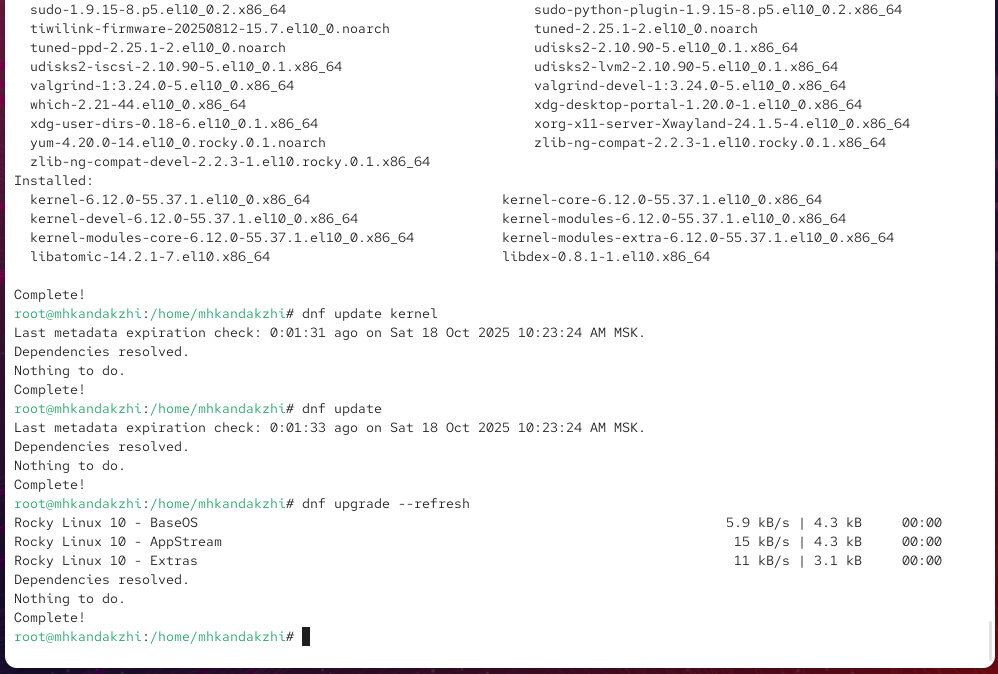 sudo-1.9.15-8.p5.el10_0.2.x86_64 sudo-python-plugin-1.9.15-8.p5.el10_0.2.x86_64
tiwilink-firmware-20250812-15.7.el10_0.noarch tuned-2.25.1-2.el10_0.noarch
tuned-ppd-2.25.1-2.el10_0.noarch udisks2-2.10.90-5.el10_0.1.x86_64
udisks2-iscsi-2.10.90-5.el10_0.1.x86_64 udisks2-lvm2-2.10.90-5.el10_0.1.x86_64
valgrind-1:3.24.0-5.el10_0.x86_64 valgrind-devel-1:3.24.0-5.el10_0.x86_64
which-2.21-44.el10_0.x86_64 xdg-desktop-portal-1.20.0-1.el10_0.x86_64
xdg-user-dirs-0.18-6.el10_0.1.x86_64 xorg-x11-server-Xwayland-24.1.5-4.el10_0.x86_64
yum-4.20.0-14.el10_0.rocky.0.1.noarch zlib-ng-compat-2.2.3-1.el10.rocky.0.1.x86_64
zlib-ng-compat-devel-2.2.3-1.el10.rocky.0.1.x86_64
Installed:
kernel-6.12.0-55.37.1.el10_0.x86_64 kernel-core-6.12.0-55.37.1.el10_0.x86_64
kernel-devel-6.12.0-55.37.1.el10_0.x86_64 kernel-modules-6.12.0-55.37.1.el10_0.x86_64
kernel-modules-core-6.12.0-55.37.1.el10_0.x86_64 kernel-modules-extra-6.12.0-55.37.1.el10_0.x86_64
libatomic-14.2.1-7.el10.x86_64 libdex-0.8.1-1.el10.x86_64
Complete!
root@mhkandakzhi:/home/mhkandakzhi# dnf update kernel
Last metadata expiration check: 0:01:31 ago on Sat 18 Oct 2025 10:23:24 AM MSK.
Dependencies resolved.
Nothing to do.
Complete!
root@mhkandakzhi:/home/mhkandakzhi# dnf update
Last metadata expiration check: 0:01:33 ago on Sat 18 Oct 2025 10:23:24 AM MSK.
Dependencies resolved.
Nothing to do.
Complete!
root@mhkandakzhi:/home/mhkandakzhi# dnf upgrade --refresh
Rocky Linux 10 - BaseOS 5.9 kB/s | 4.3 kB 00:00
Rocky Linux 10 - AppStream 15 kB/s | 4.3 kB 00:00
Rocky Linux 10 - Extras 11 kB/s | 3.1 kB 00:00
Dependencies resolved.
Nothing to do.
Complete!
root@mhkandakzhi:/home/mhkandakzhi#